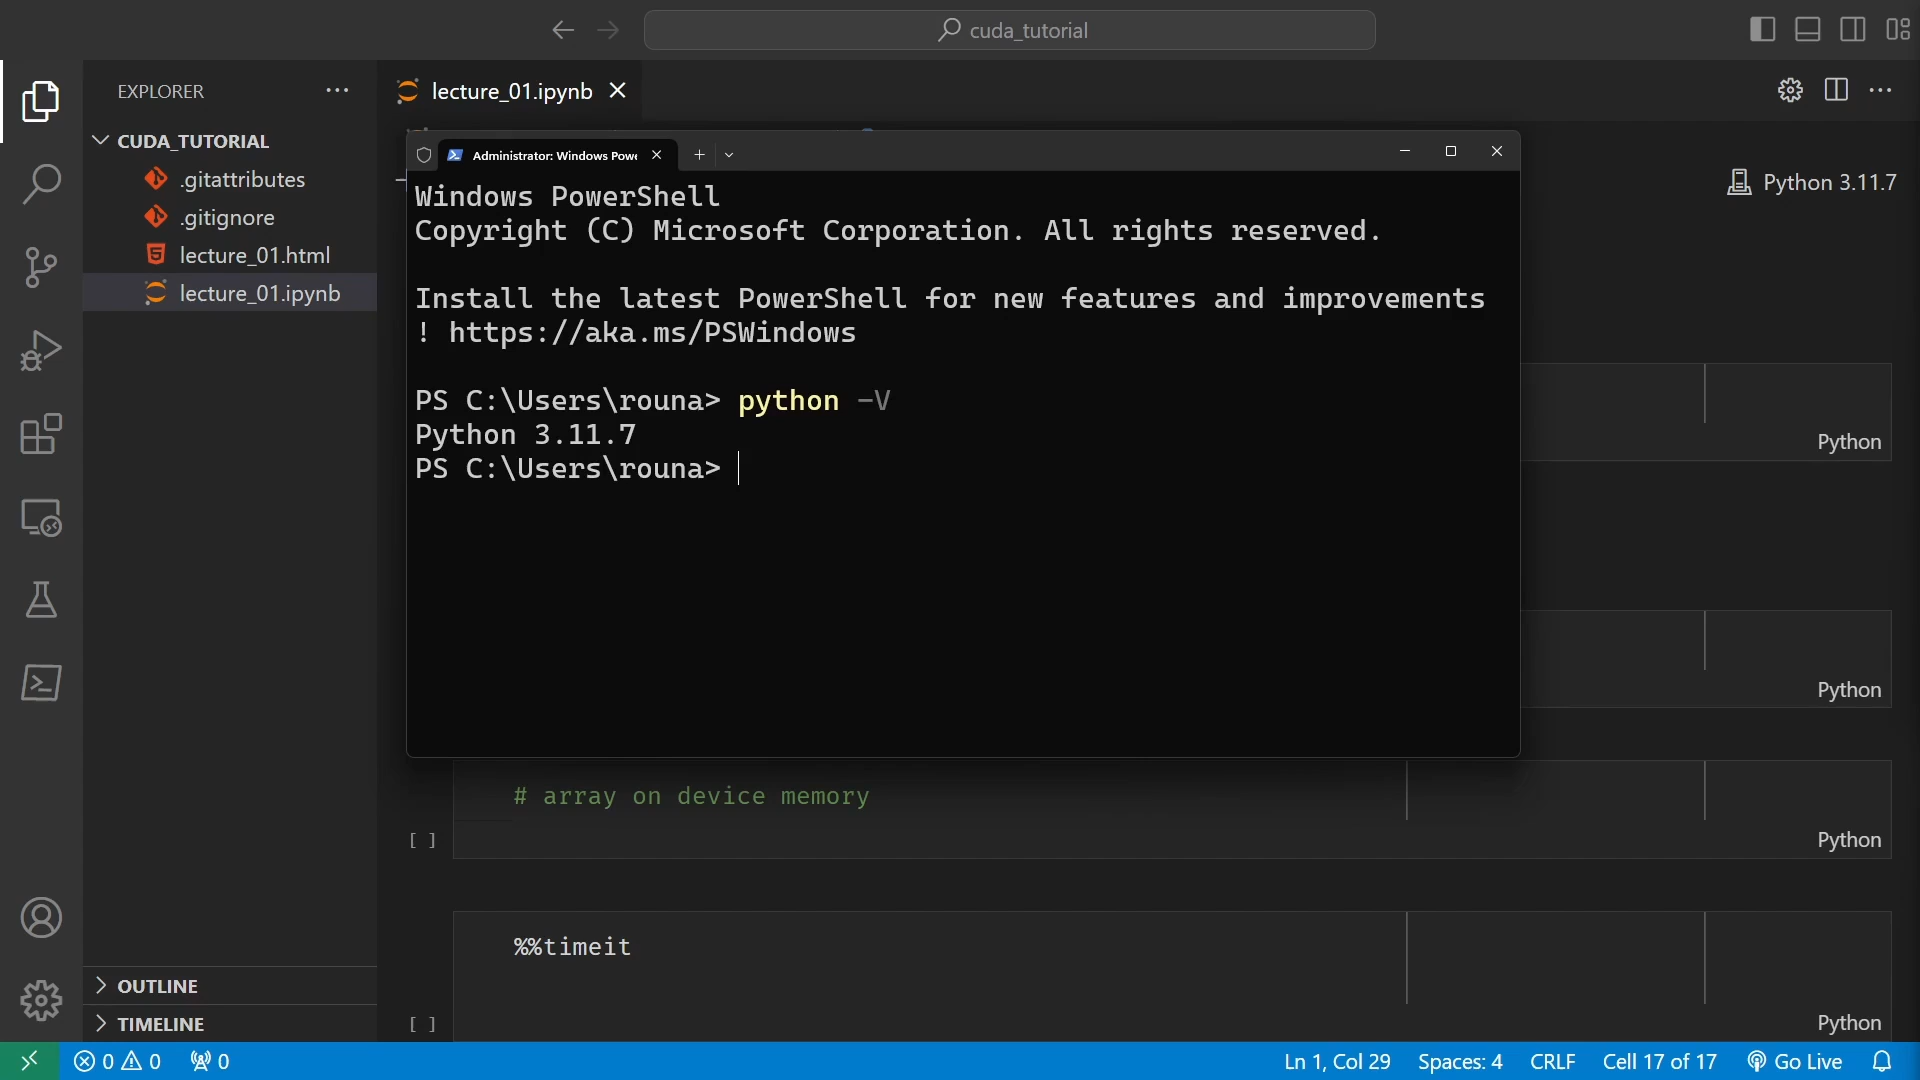 cuda_tutorial
EXPLORER
lecture_01.ipynb
CUDA_TUTORIAL
.gitattributes
.gitignore
lecture_01.html
lecture_01.ipynb
Python 3.11.7
Administrator: Windows Powe
Windows PowerShell
Copyright (C) Microsoft Corporation. All rights reserved.
Install the latest PowerShell for new features and improvements
! https://aka.ms/PSWindows
PS C:\Users\rouna> python -V
Python 3.11.7
PS C:\Users\rouna>
Python
Python
# array on device memory
[ ]
Python
%%timeit
[ ]
Python
OUTLINE
TIMELINE
0 0 0
Ln 1, Col 29 Spaces: 4 CRLF Cell 17 of 17 Go Live